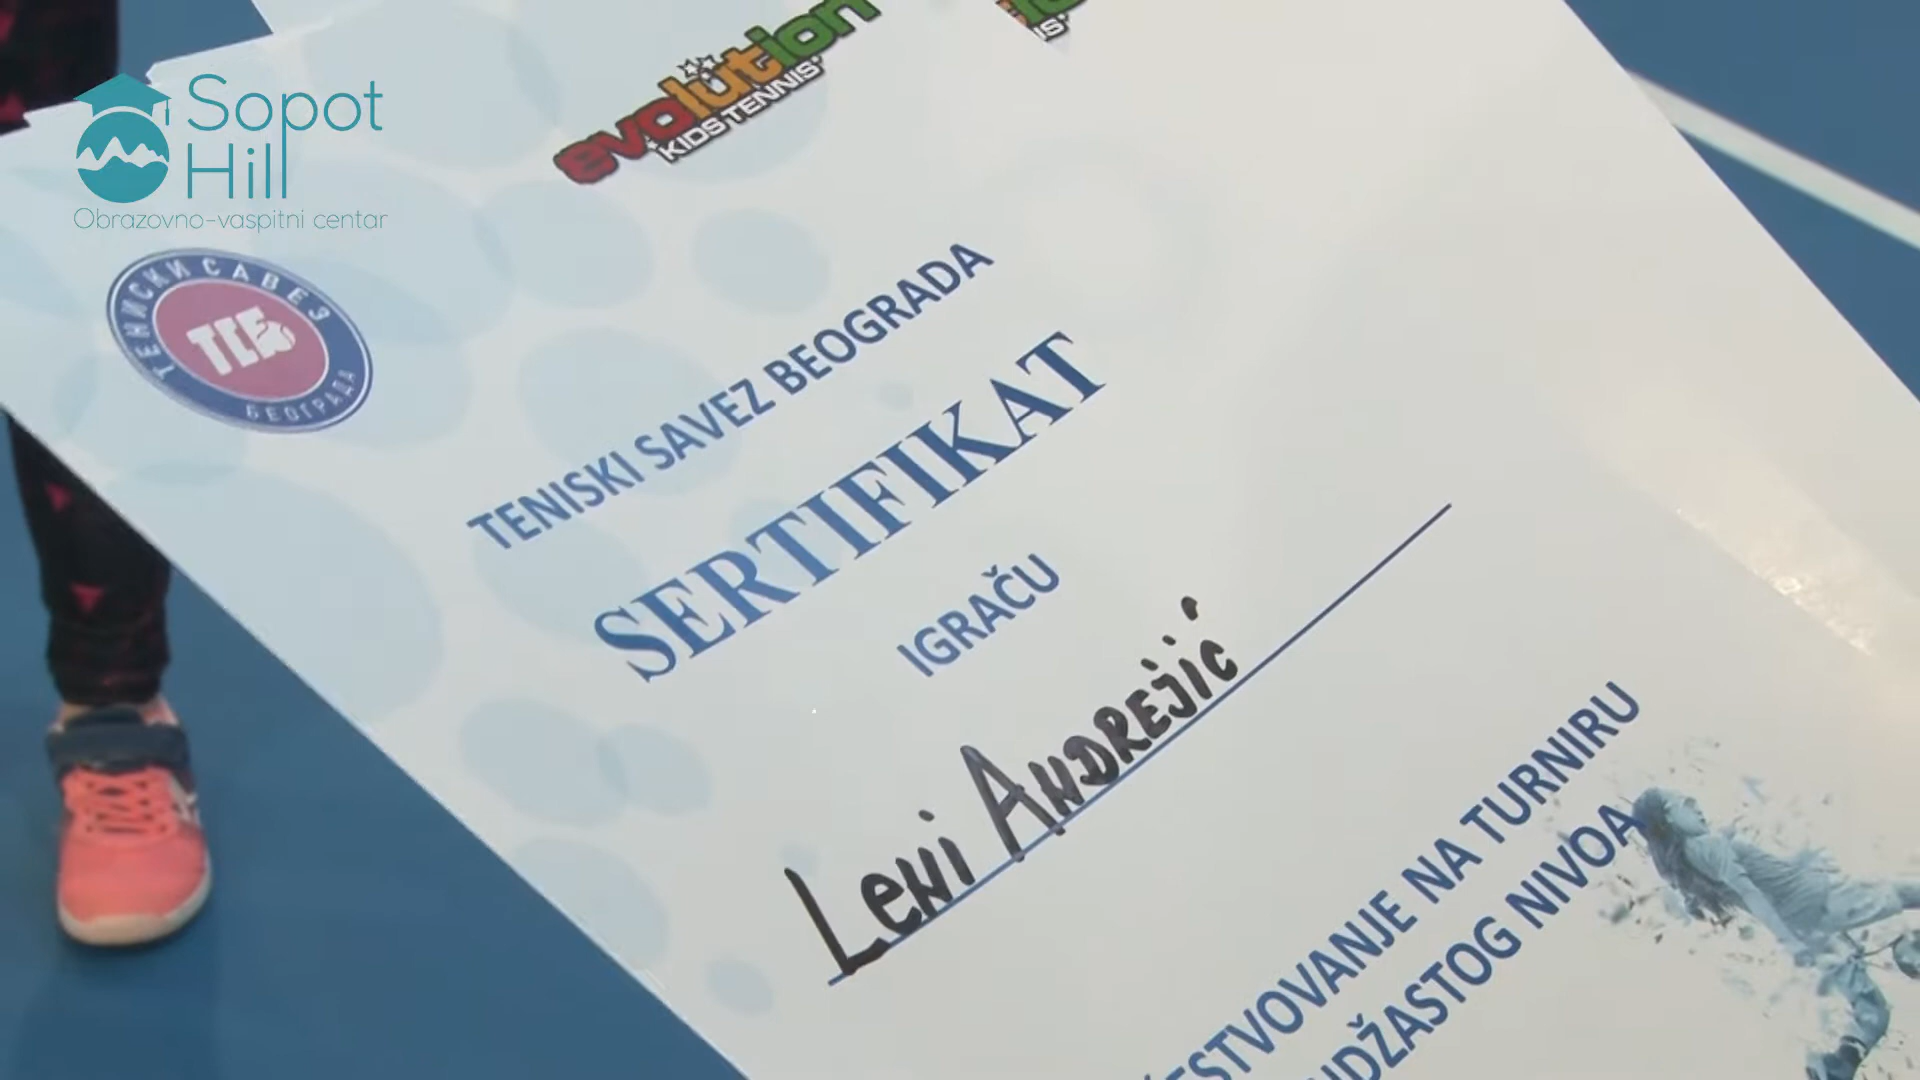 Sopot
Hill
Obrazovno-vaspitni centar
evolution
KIDS TENNIS
ТЕНИСКИ САВЕЗ
ТСБ
БЕОГРАДА
TENISKI SAVEZ BEOGRADA
SERTIFIKAT
IGRAČU
Leni Andrejić
NA TURNIRU
NIVOA